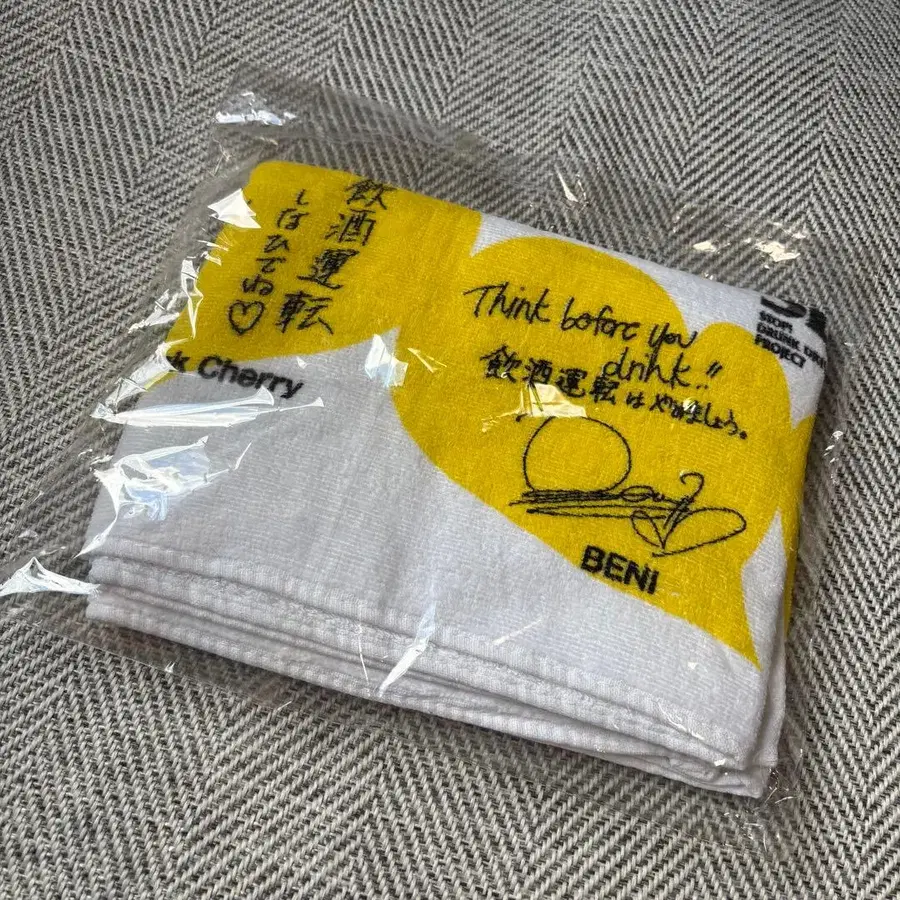 飲酒運転
しないでね♡
k Cherry
Think before you
drink!!
飲酒運転はやめましょう。
BENI
STOP!
DRUNK DRI
PROJECT